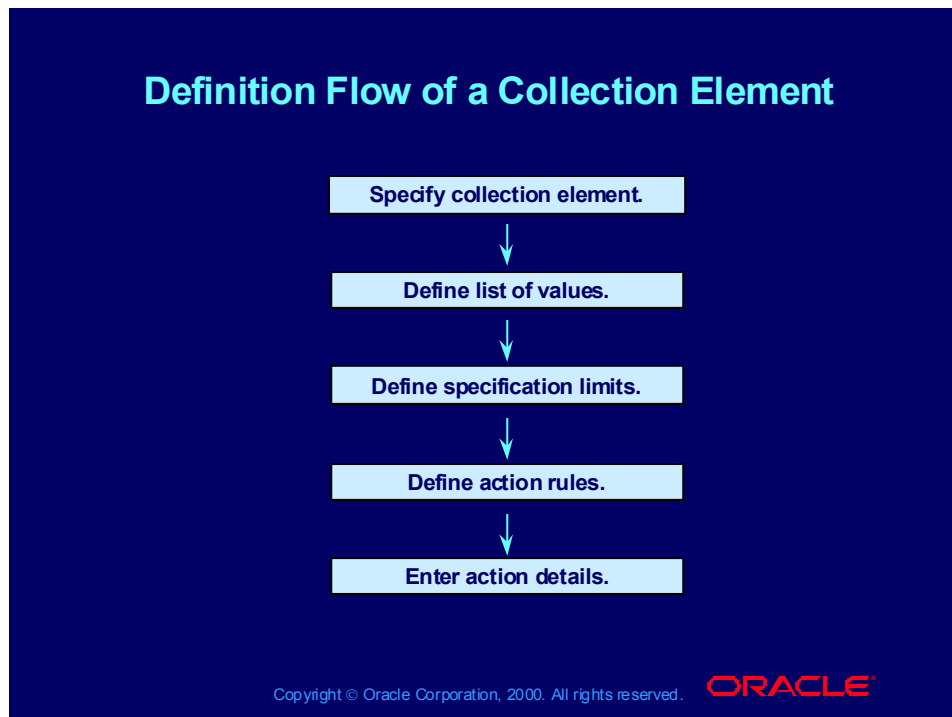 Definition Flow of a Collection Element
Specify collection element.
Define list of values.
Define specification limits.
Define action rules.
Enter action details.
Copyright © Oracle Corporation, 2000. All rights reserved.
ORACLE®